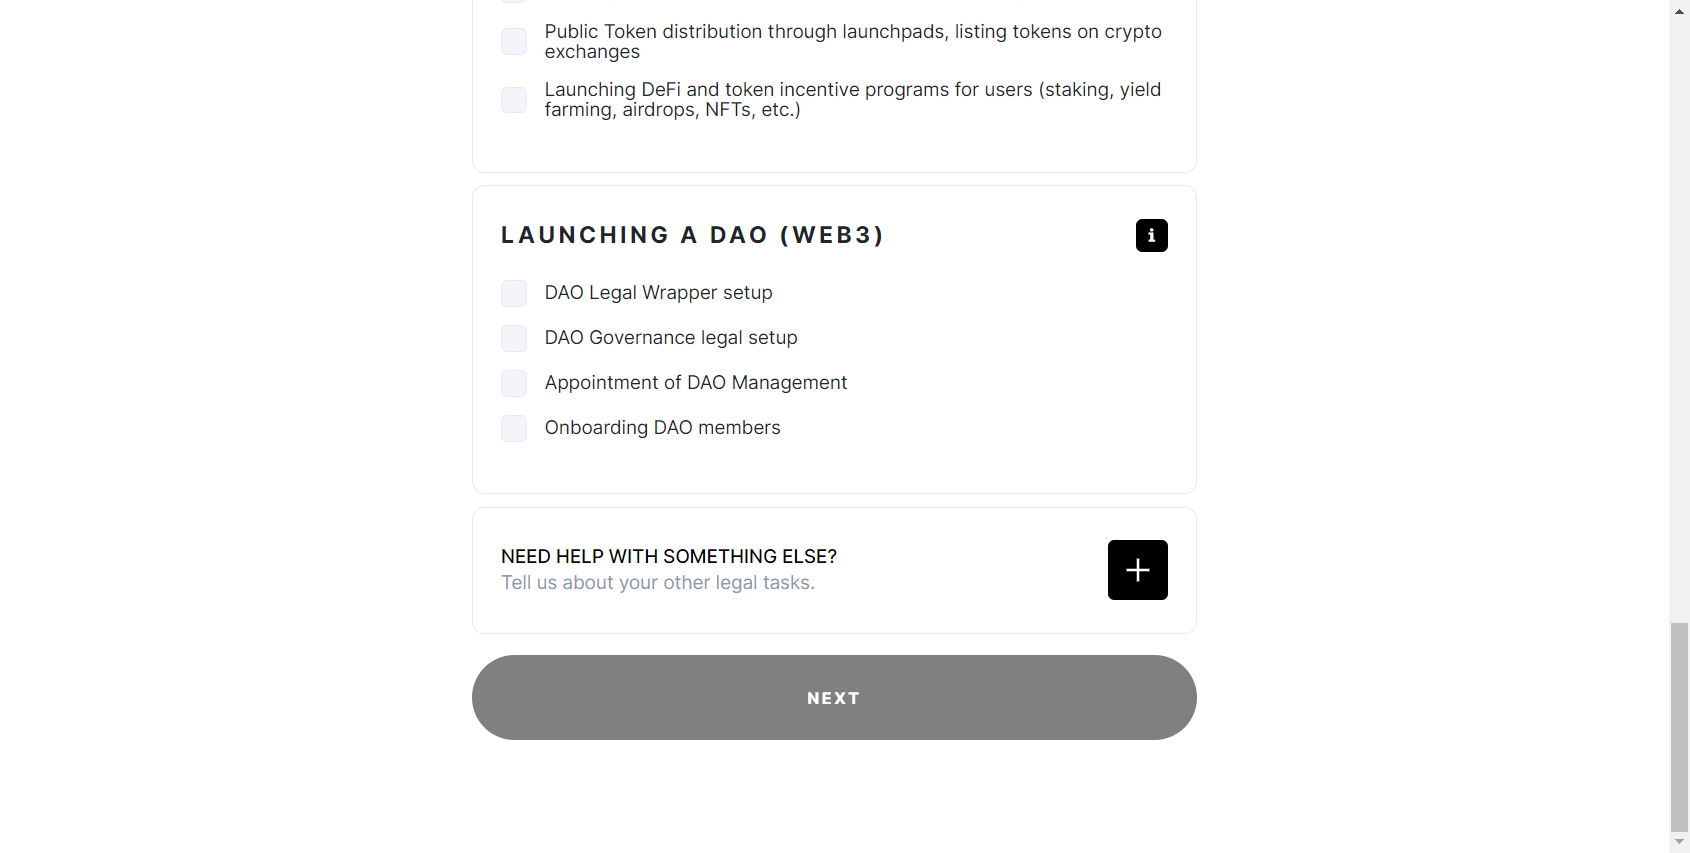 Public Token distribution through launchpads, listing tokens on crypto
exchanges
Launching DeFi and token incentive programs for users (staking, yield
farming, airdrops, NFTs, etc.)
LAUNCHING A DAO (WEB3)
i
DAO Legal Wrapper setup
DAO Governance legal setup
Appointment of DAO Management
Onboarding DAO members
NEED HELP WITH SOMETHING ELSE?
Tell us about your other legal tasks.
NEXT